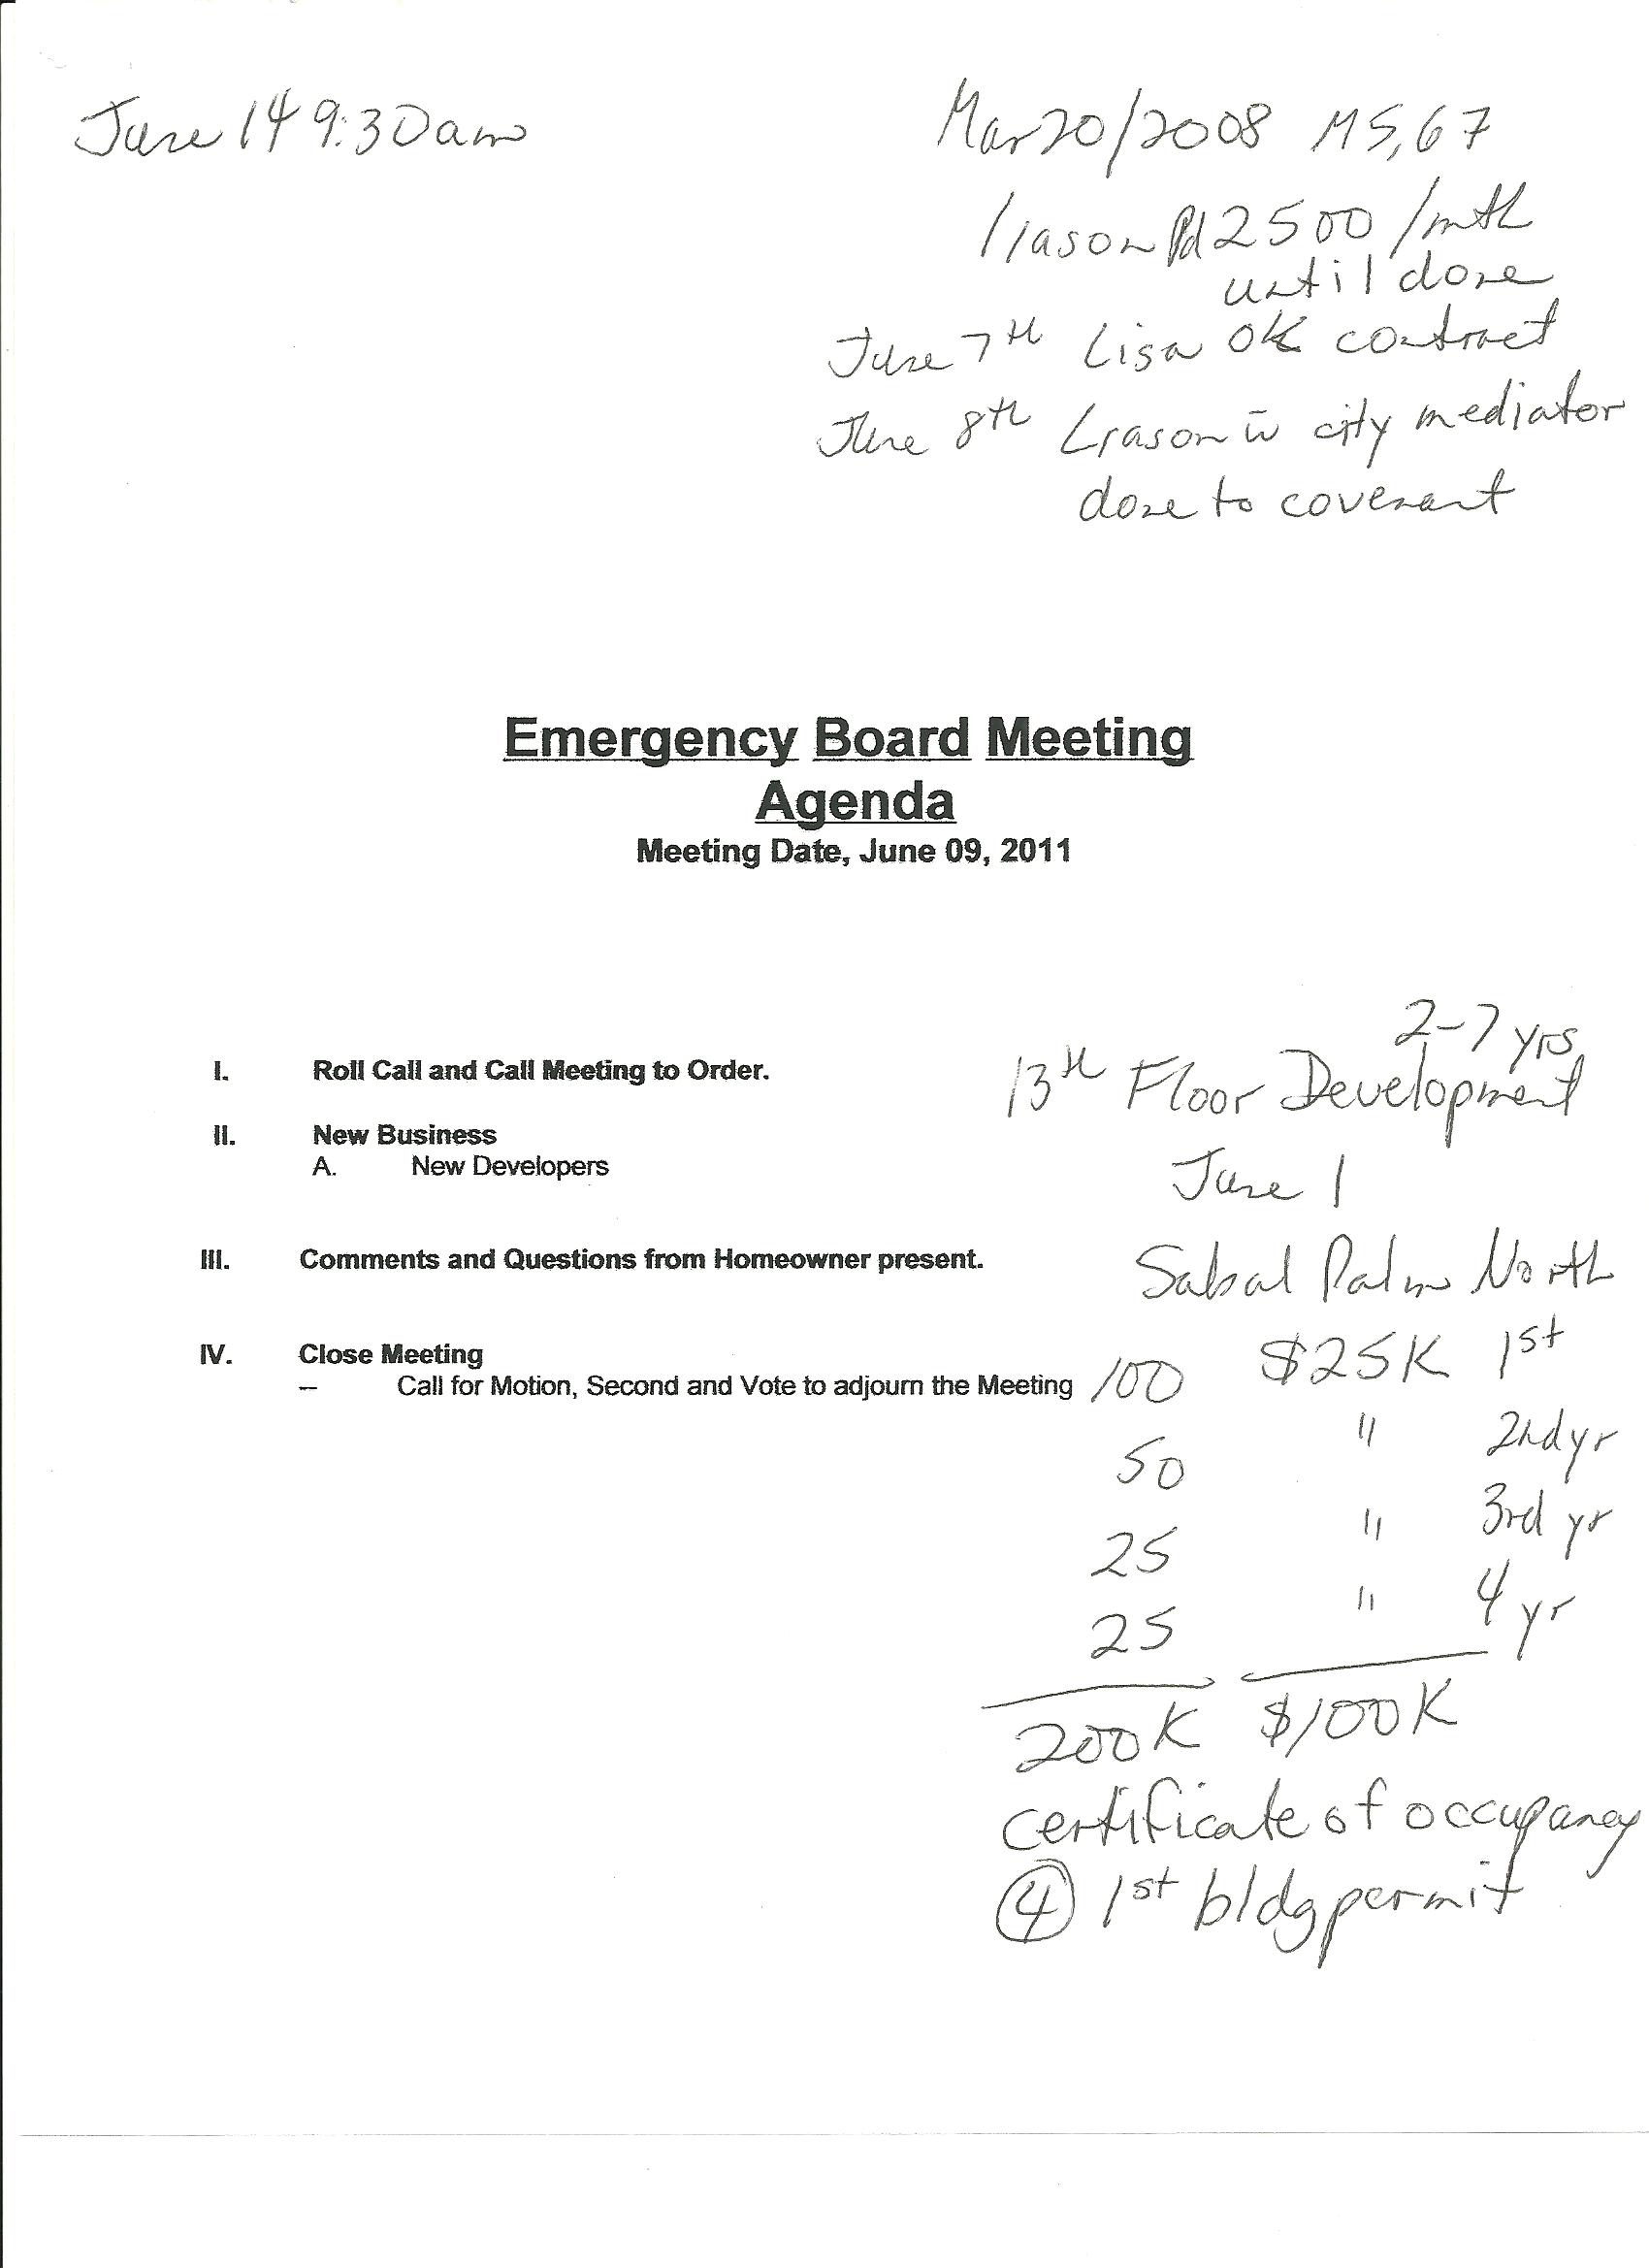 June 14 9:30am
Mar 20/2008 M5,67
liason Pd 2500 /mth
until done
June 7th Lisa OK contract
June 8th Liason w̄ city mediator
done to covenant
Emergency Board Meeting
Agenda
Meeting Date, June 09, 2011
2-7 yrs
I. Roll Call and Call Meeting to Order.
13th Floor Development
II. New Business
A. New Developers
June 1
III. Comments and Questions from Homeowner present.
Sabal Palm North
IV. Close Meeting
– Call for Motion, Second and Vote to adjourn the Meeting
100 $25K 1st
50 " 2nd yr
25 " 3rd yr
25 " 4 yr
200K $100K
certificate of occupancy
4 1st bldg permit